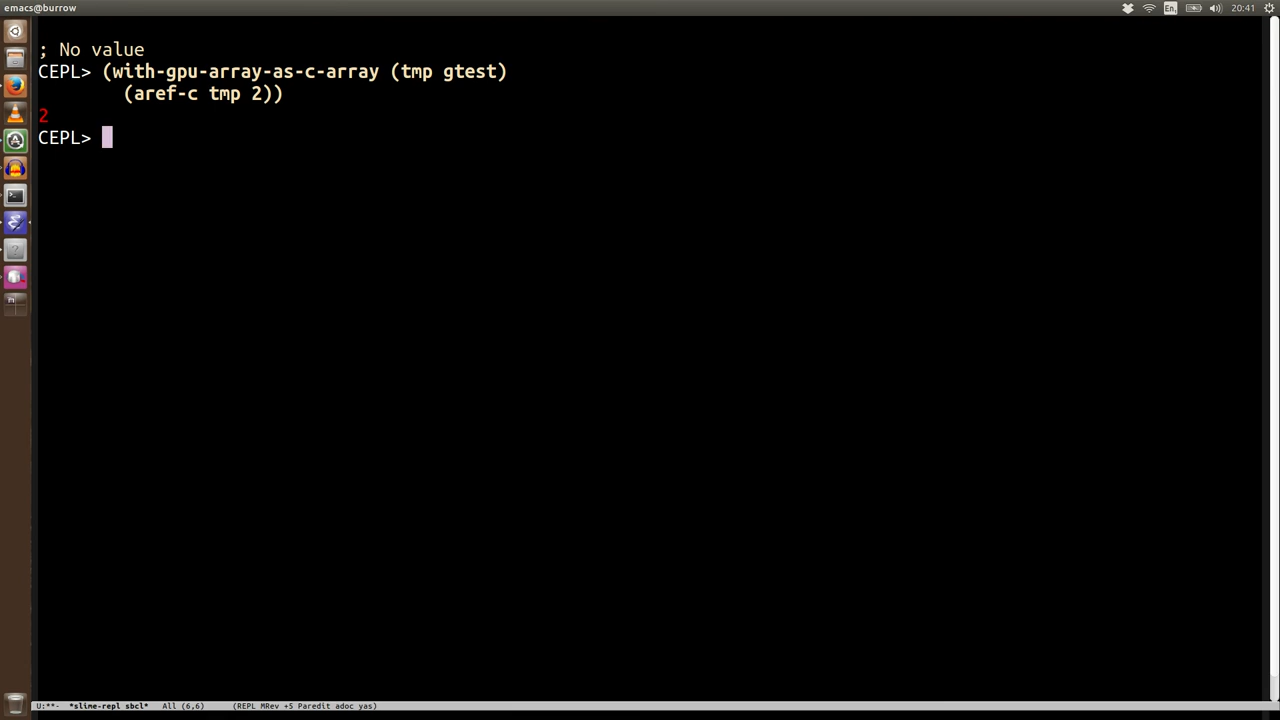 emacs@burrow
En
20:41
; No value
CEPL> (with-gpu-array-as-c-array (tmp gtest)
(aref-c tmp 2))
2
CEPL>
U:**-  *slime-repl sbcl*   All (6,6)     (REPL MRev +5 Paredit adoc yas)